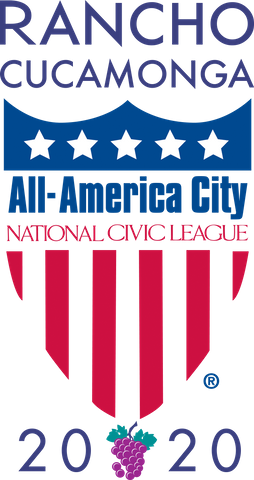 RANCHO
CUCAMONGA
All-America City
NATIONAL CIVIC LEAGUE
®
20 20